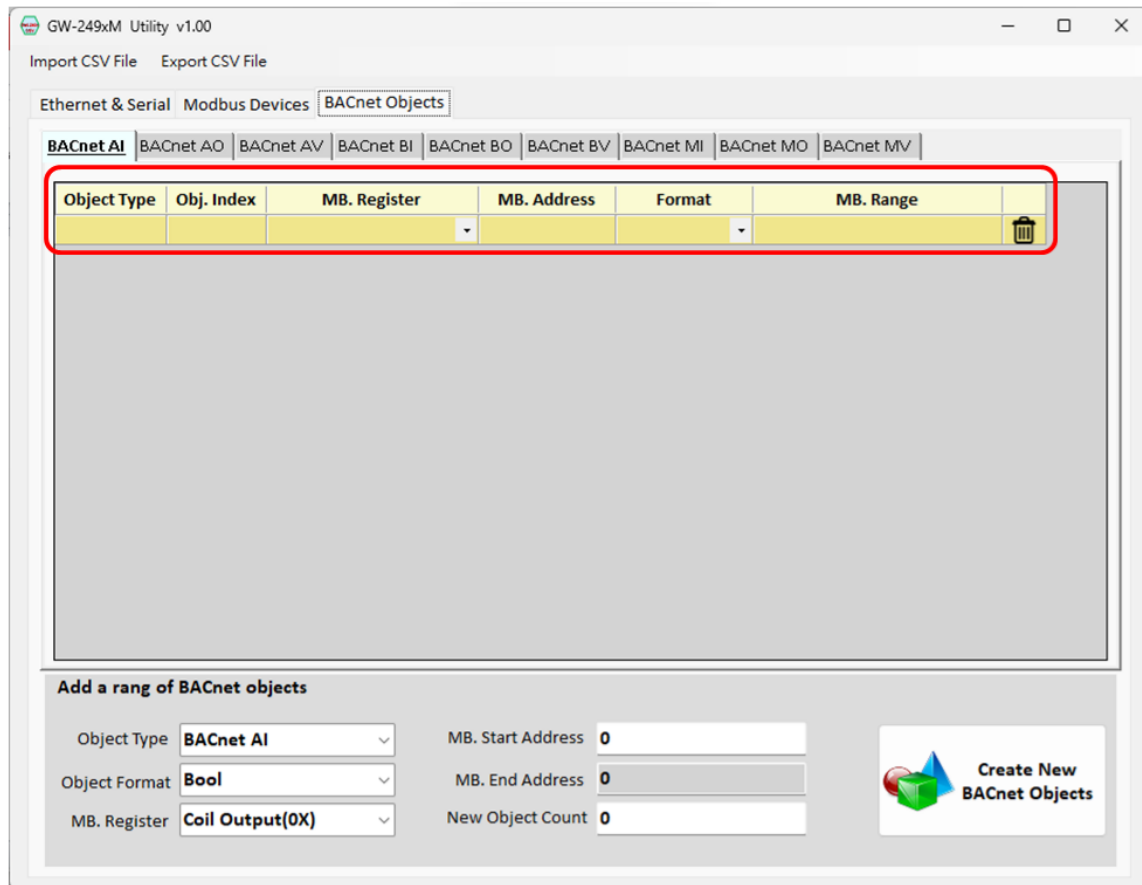 GW-249xM Utility v1.00
Import CSV File Export CSV File
Ethernet & Serial Modbus Devices BACnet Objects
BACnet AI BACnet AO BACnet AV BACnet BI BACnet BO BACnet BV BACnet MI BACnet MO BACnet MV
Object Type Obj. Index MB. Register MB. Address Format MB. Range
Add a rang of BACnet objects
Object Type BACnet AI MB. Start Address 0
Object Format Bool MB. End Address 0
MB. Register Coil Output(0X) New Object Count 0
Create New
BACnet Objects